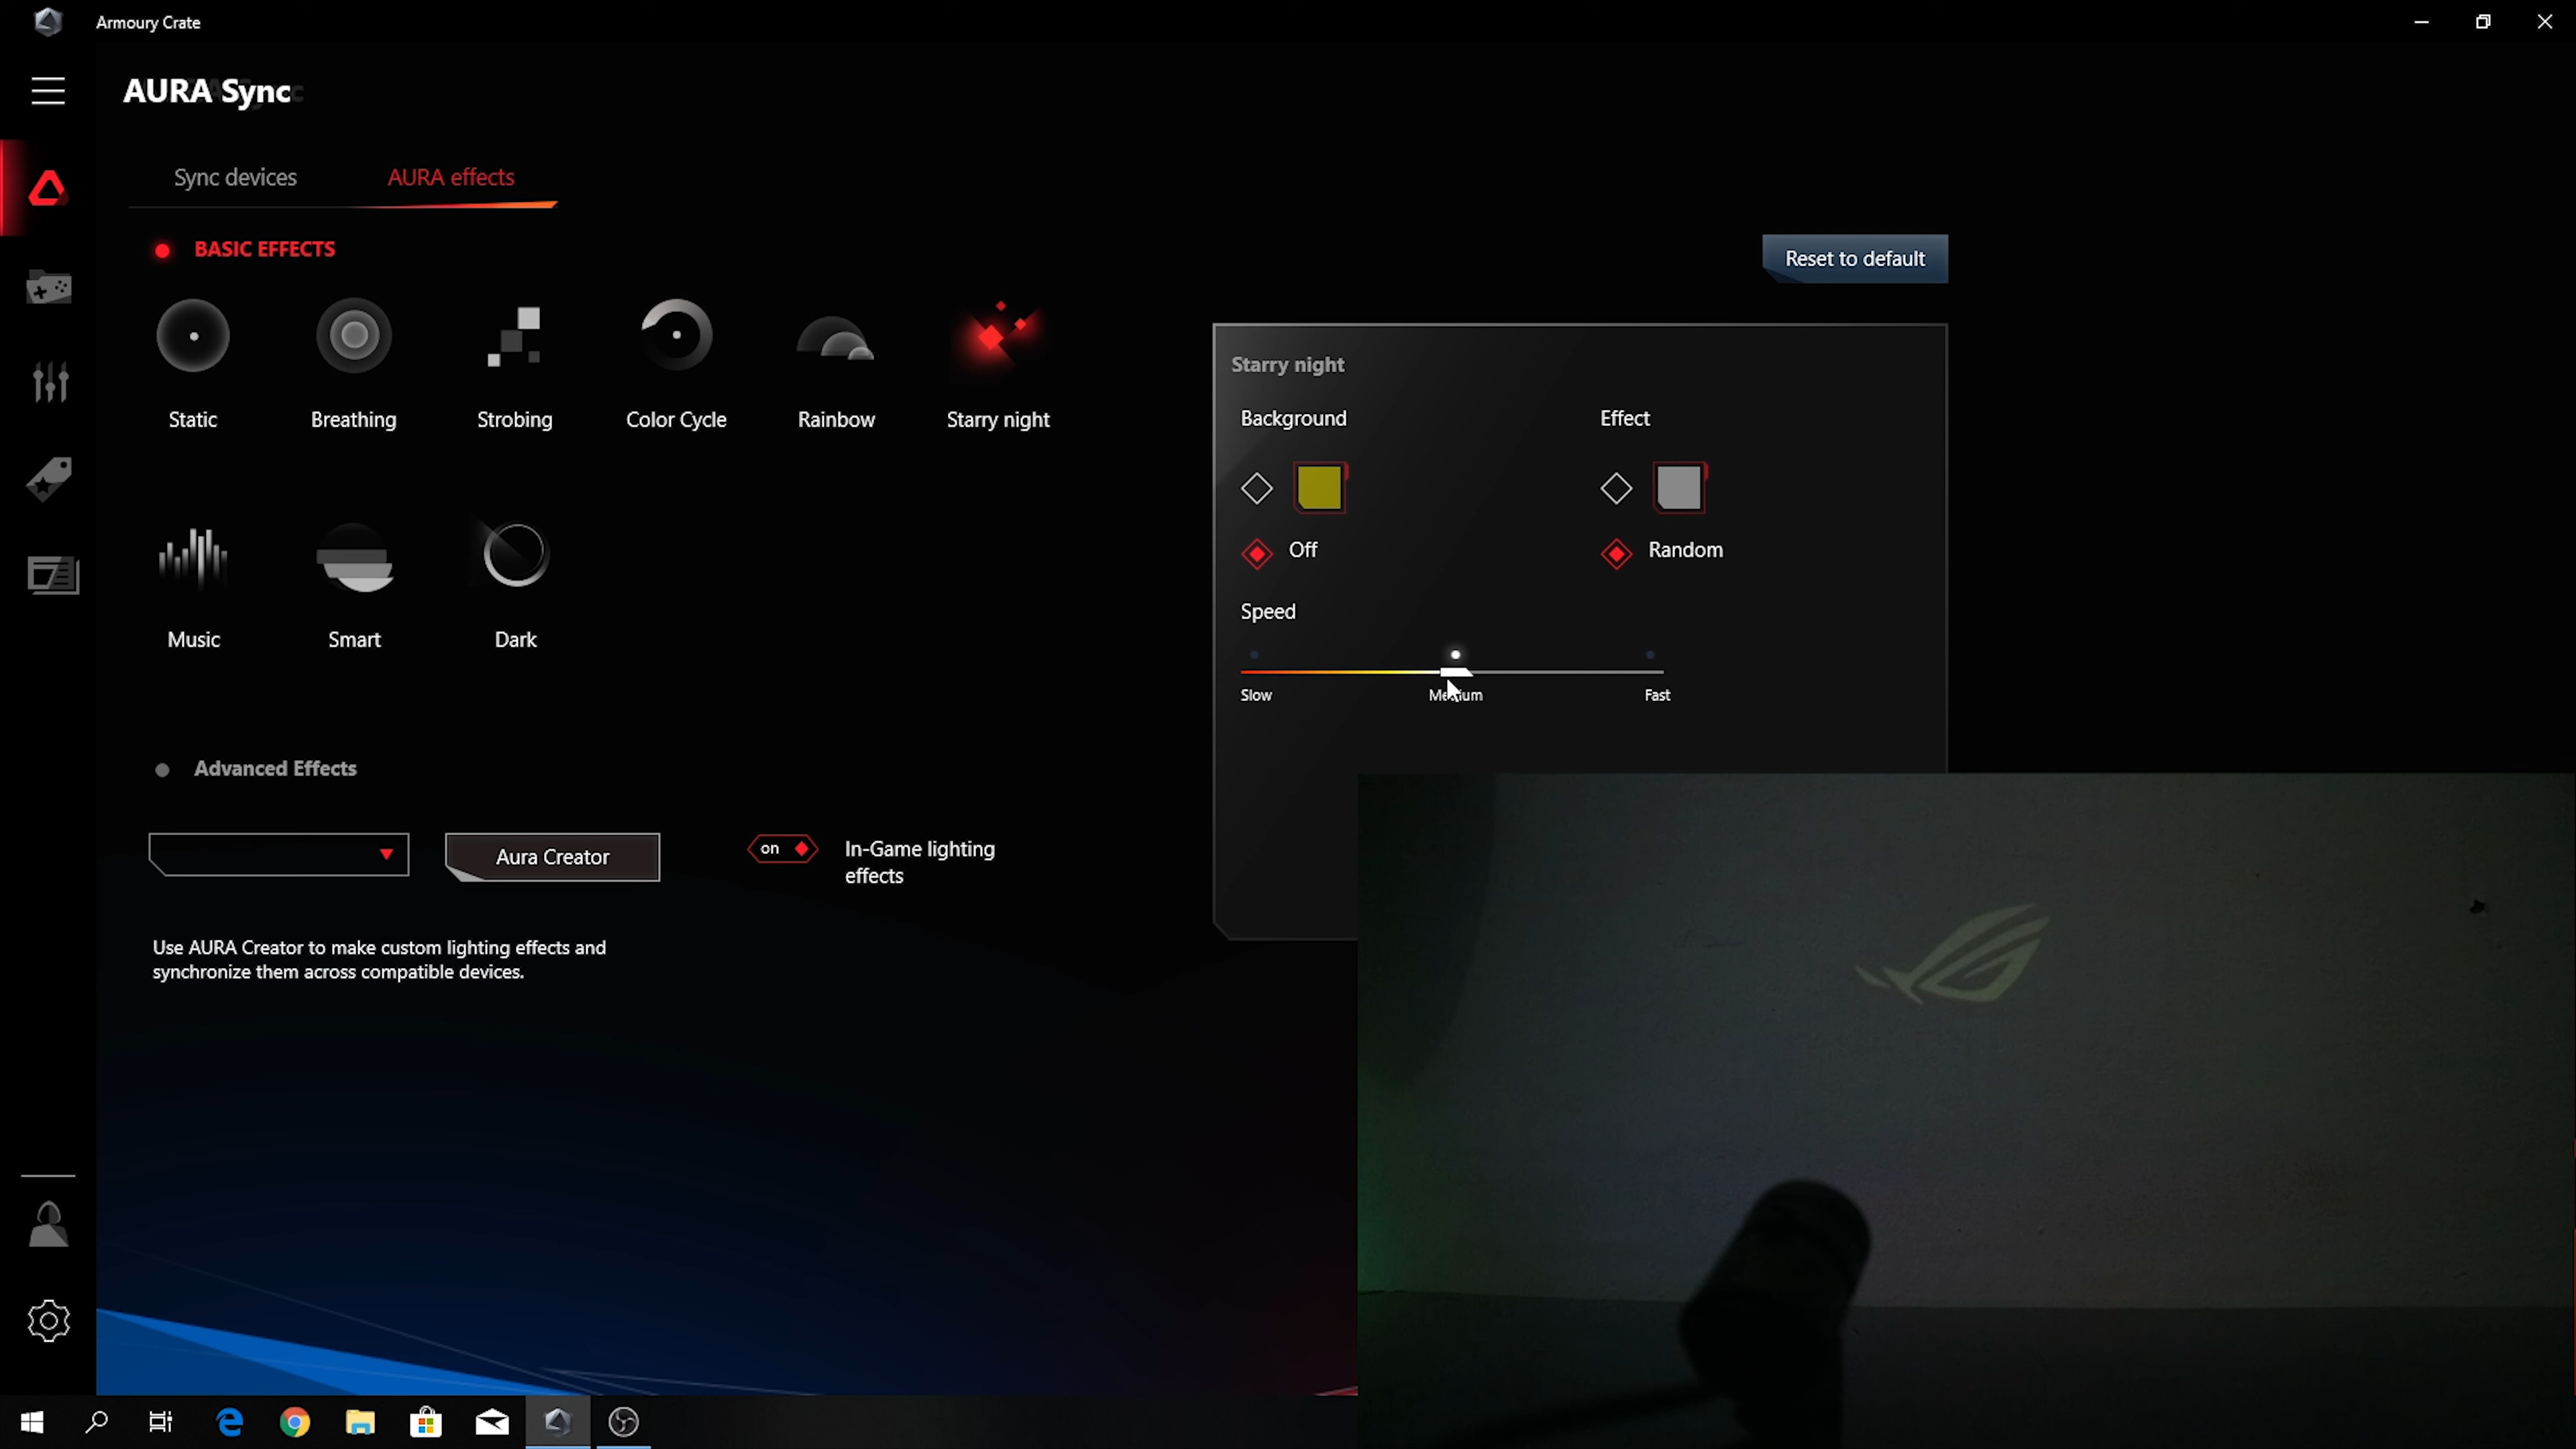 Armoury Crate
AURA Sync
Sync devices
AURA effects
BASIC EFFECTS
Reset to default
Static
Breathing
Strobing
Color Cycle
Rainbow
Starry night
Music
Smart
Dark
Starry night
Background
Effect
Off
Random
Speed
Slow
Medium
Fast
Advanced Effects
Aura Creator
on
In-Game lighting
effects
Use AURA Creator to make custom lighting effects and
synchronize them across compatible devices.